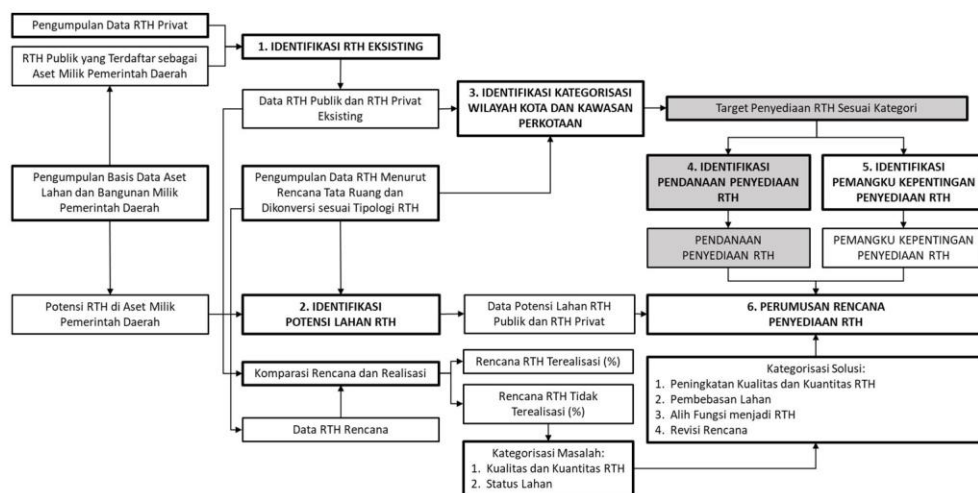 Pengumpulan Data RTH Privat
RTH Publik yang Terdaftar sebagai
Aset Milik Pemerintah Daerah
1. IDENTIFIKASI RTH EKSISTING
Data RTH Publik dan RTH Privat
Eksisting
3. IDENTIFIKASI KATEGORISASI
WILAYAH KOTA DAN KAWASAN
PERKOTAAN
Target Penyediaan RTH Sesuai Kategori
Pengumpulan Basis Data Aset
Lahan dan Bangunan Milik
Pemerintah Daerah
Pengumpulan Data RTH Menurut
Rencana Tata Ruang dan
Dikonversi sesuai Tipologi RTH
4. IDENTIFIKASI
PENDANAAN PENYEDIAAN
RTH
5. IDENTIFIKASI
PEMANGKU KEPENTINGAN
PENYEDIAAN RTH
PENDANAAN
PENYEDIAAN RTH
PEMANGKU KEPENTINGAN
PENYEDIAAN RTH
Potensi RTH di Aset Milik
Pemerintah Daerah
2. IDENTIFIKASI
POTENSI LAHAN RTH
Data Potensi Lahan RTH
Publik dan RTH Privat
6. PERUMUSAN RENCANA
PENYEDIAAN RTH
Komparasi Rencana dan Realisasi
Rencana RTH Terealisasi (%)
Rencana RTH Tidak
Terealisasi (%)
Data RTH Rencana
Kategorisasi Masalah:
1. Kualitas dan Kuantitas RTH
2. Status Lahan
Kategorisasi Solusi:
1. Peningkatan Kualitas dan Kuantitas RTH
2. Pembebasan Lahan
3. Alih Fungsi menjadi RTH
4. Revisi Rencana